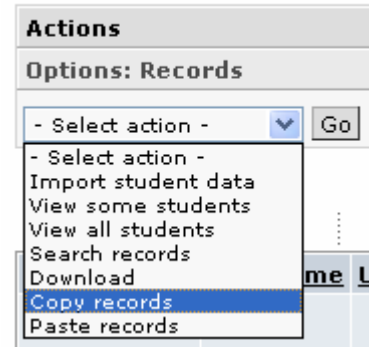 Actions
Options: Records
- Select action - Go
- Select action -
Import student data
View some students
View all students
Search records
Download
me
Copy records
Paste records